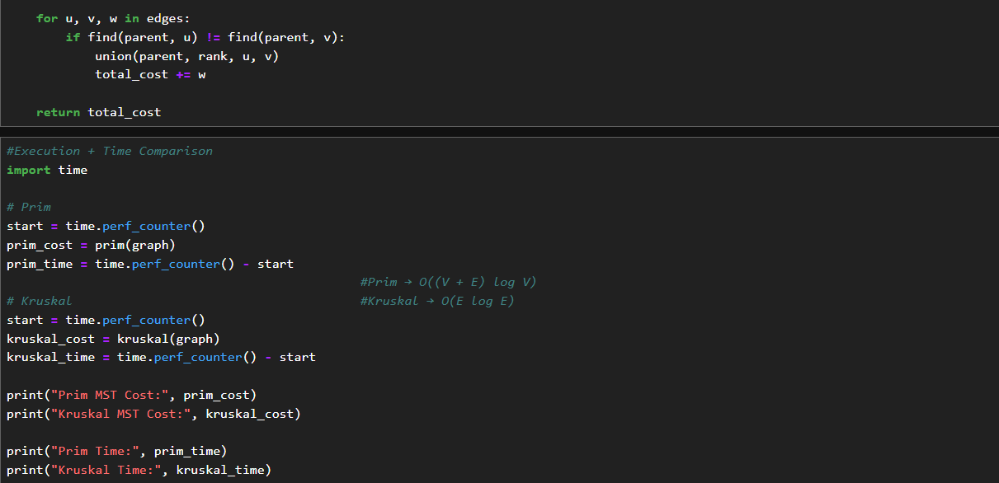 for u, v, w in edges:
if find(parent, u) != find(parent, v):
union(parent, rank, u, v)
total_cost += w
return total_cost
#Execution + Time Comparison
import time
# Prim
start = time.perf_counter()
prim_cost = prim(graph)
prim_time = time.perf_counter() - start
#Prim → O((V + E) log V)
# Kruskal
#Kruskal → O(E log E)
start = time.perf_counter()
kruskal_cost = kruskal(graph)
kruskal_time = time.perf_counter() - start
print("Prim MST Cost:", prim_cost)
print("Kruskal MST Cost:", kruskal_cost)
print("Prim Time:", prim_time)
print("Kruskal Time:", kruskal_time)